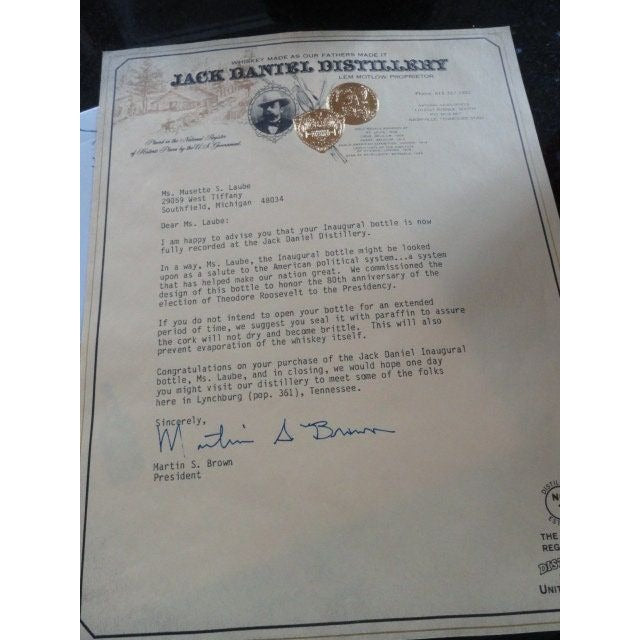 WHISKEY MADE AS OUR FATHERS MADE IT
JACK DANIEL DISTILLERY
LEM MOTLOW PROPRIETOR
Placed in the National Register
of Historic Places by the U.S. Government.
NASHVILLE, TENNESSEE
Ms. Musette S. Laube
29059 West Tiffany
Southfield, Michigan 48034
Dear Ms. Laube:
I am happy to advise you that your Inaugural bottle is now
fully recorded at the Jack Daniel Distillery.
In a way, Ms. Laube, the Inaugural bottle might be looked
upon as a salute to the American political system...a system
that has helped make our nation great. We commissioned the
design of this bottle to honor the 80th anniversary of the
election of Theodore Roosevelt to the Presidency.
If you do not intend to open your bottle for an extended
period of time, we suggest you seal it with paraffin to assure
the cork will not dry and become brittle. This will also
prevent evaporation of the whiskey itself.
Congratulations on your purchase of the Jack Daniel Inaugural
bottle, Ms. Laube, and in closing, we would hope one day
you might visit our distillery to meet some of the folks
here in Lynchburg (pop. 361), Tennessee.
Sincerely,
Martin S Brown
Martin S. Brown
President
THE
REG
DIS
UNIT